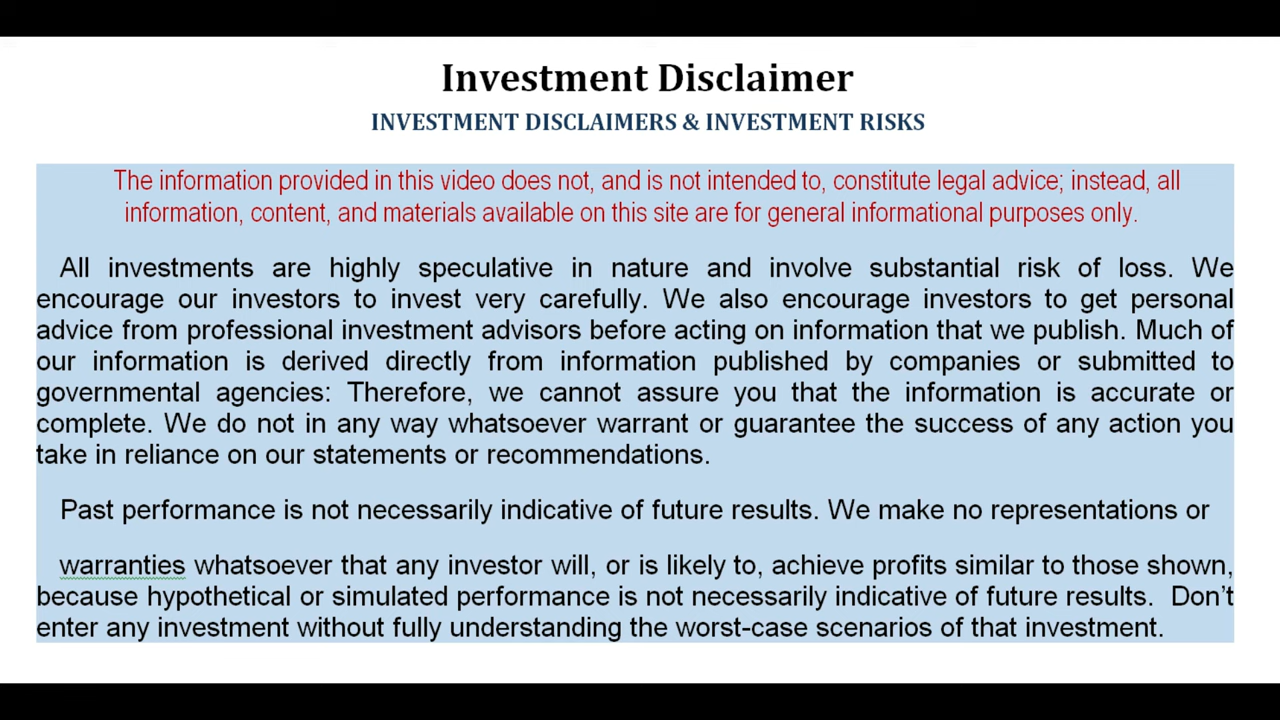 Investment Disclaimer
INVESTMENT DISCLAIMERS & INVESTMENT RISKS
The information provided in this video does not, and is not intended to, constitute legal advice; instead, all
information, content, and materials available on this site are for general informational purposes only.
All investments are highly speculative in nature and involve substantial risk of loss. We
encourage our investors to invest very carefully. We also encourage investors to get personal
advice from professional investment advisors before acting on information that we publish. Much of
our information is derived directly from information published by companies or submitted to
governmental agencies: Therefore, we cannot assure you that the information is accurate or
complete. We do not in any way whatsoever warrant or guarantee the success of any action you
take in reliance on our statements or recommendations.
Past performance is not necessarily indicative of future results. We make no representations or
warranties whatsoever that any investor will, or is likely to, achieve profits similar to those shown,
because hypothetical or simulated performance is not necessarily indicative of future results. Don't
enter any investment without fully understanding the worst-case scenarios of that investment.